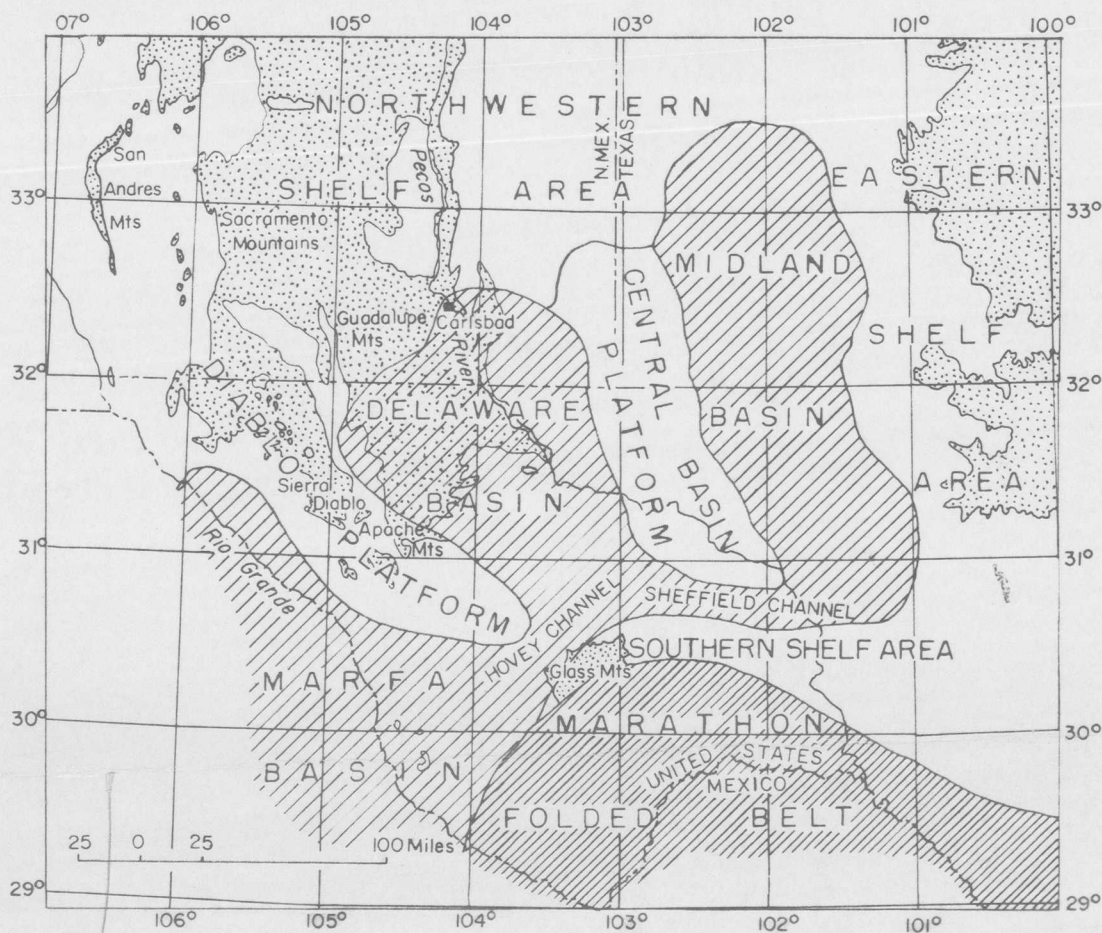 07° 106° 105° 104° 103° 102° 101° 100°
NORTHWESTERN
N.MEX.
TEXAS
San
Andres
Mts
Pecos
33° SHELF AREA EASTERN 33°
Sacramento
Mountains
MIDLAND
CENTRAL BASIN
PLATFORM
Guadalupe
Mts
Carlsbad
River
SHELF
32° 32°
DELAWARE
BASIN
DIABLO
PLATFORM
BASIN
AREA
Sierra
Diablo
Apache
Mts
31° 31°
Rio
Grande
HOVEY CHANNEL
SHEFFIELD CHANNEL
SOUTHERN SHELF AREA
Glass Mts
MARFA
30° MARATHON 30°
UNITED STATES
MEXICO
BASIN
FOLDED BELT
25 0 25 100 Miles
29° 29°
106° 105° 104° 103° 102° 101°